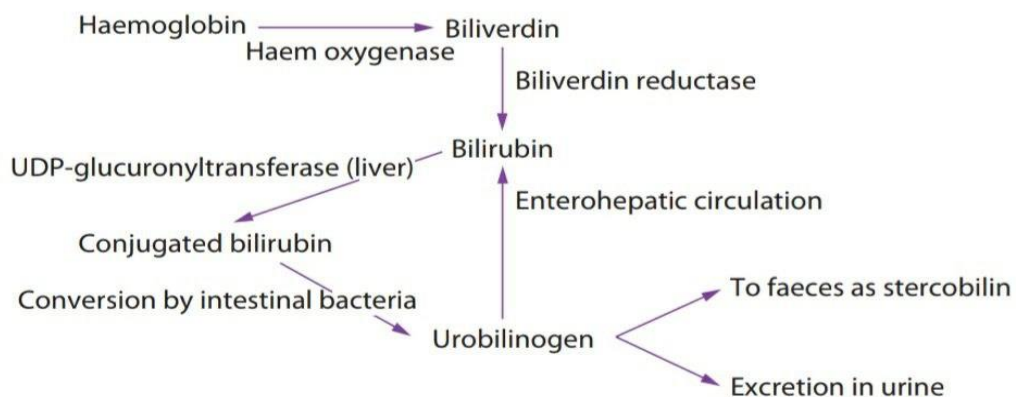 Haemoglobin
Biliverdin
Haem oxygenase
Biliverdin reductase
Bilirubin
UDP-glucuronyltransferase (liver)
Enterohepatic circulation
Conjugated bilirubin
Conversion by intestinal bacteria
To faeces as stercobilin
Urobilinogen
Excretion in urine